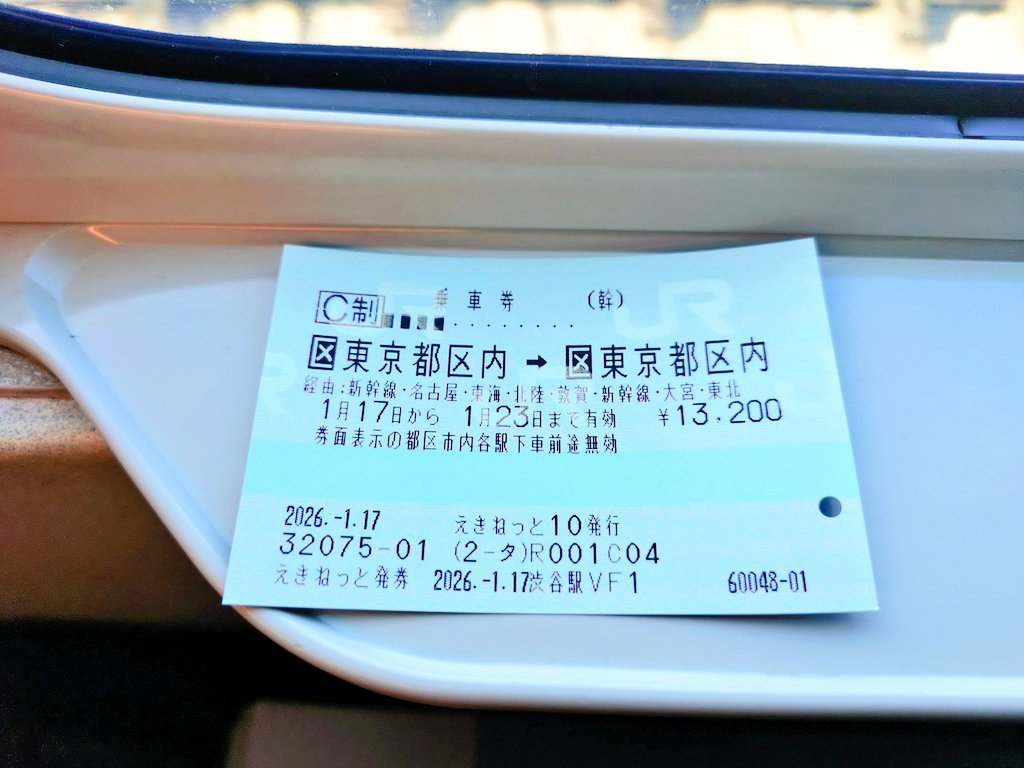 C制 乗車券 (幹)
区東京都区内 → 区東京都区内
経由:新幹線・名古屋・東海・北陸・敦賀・新幹線・大宮・東北
1月17日から 1月23日まで有効 ¥13,200
券面表示の都区市内各駅下車前途無効
2026.-1.17 えきねっと10発行
32075-01 (2-タ)R001C04
えきねっと発券 2026.-1.17渋谷駅VF1 60048-01